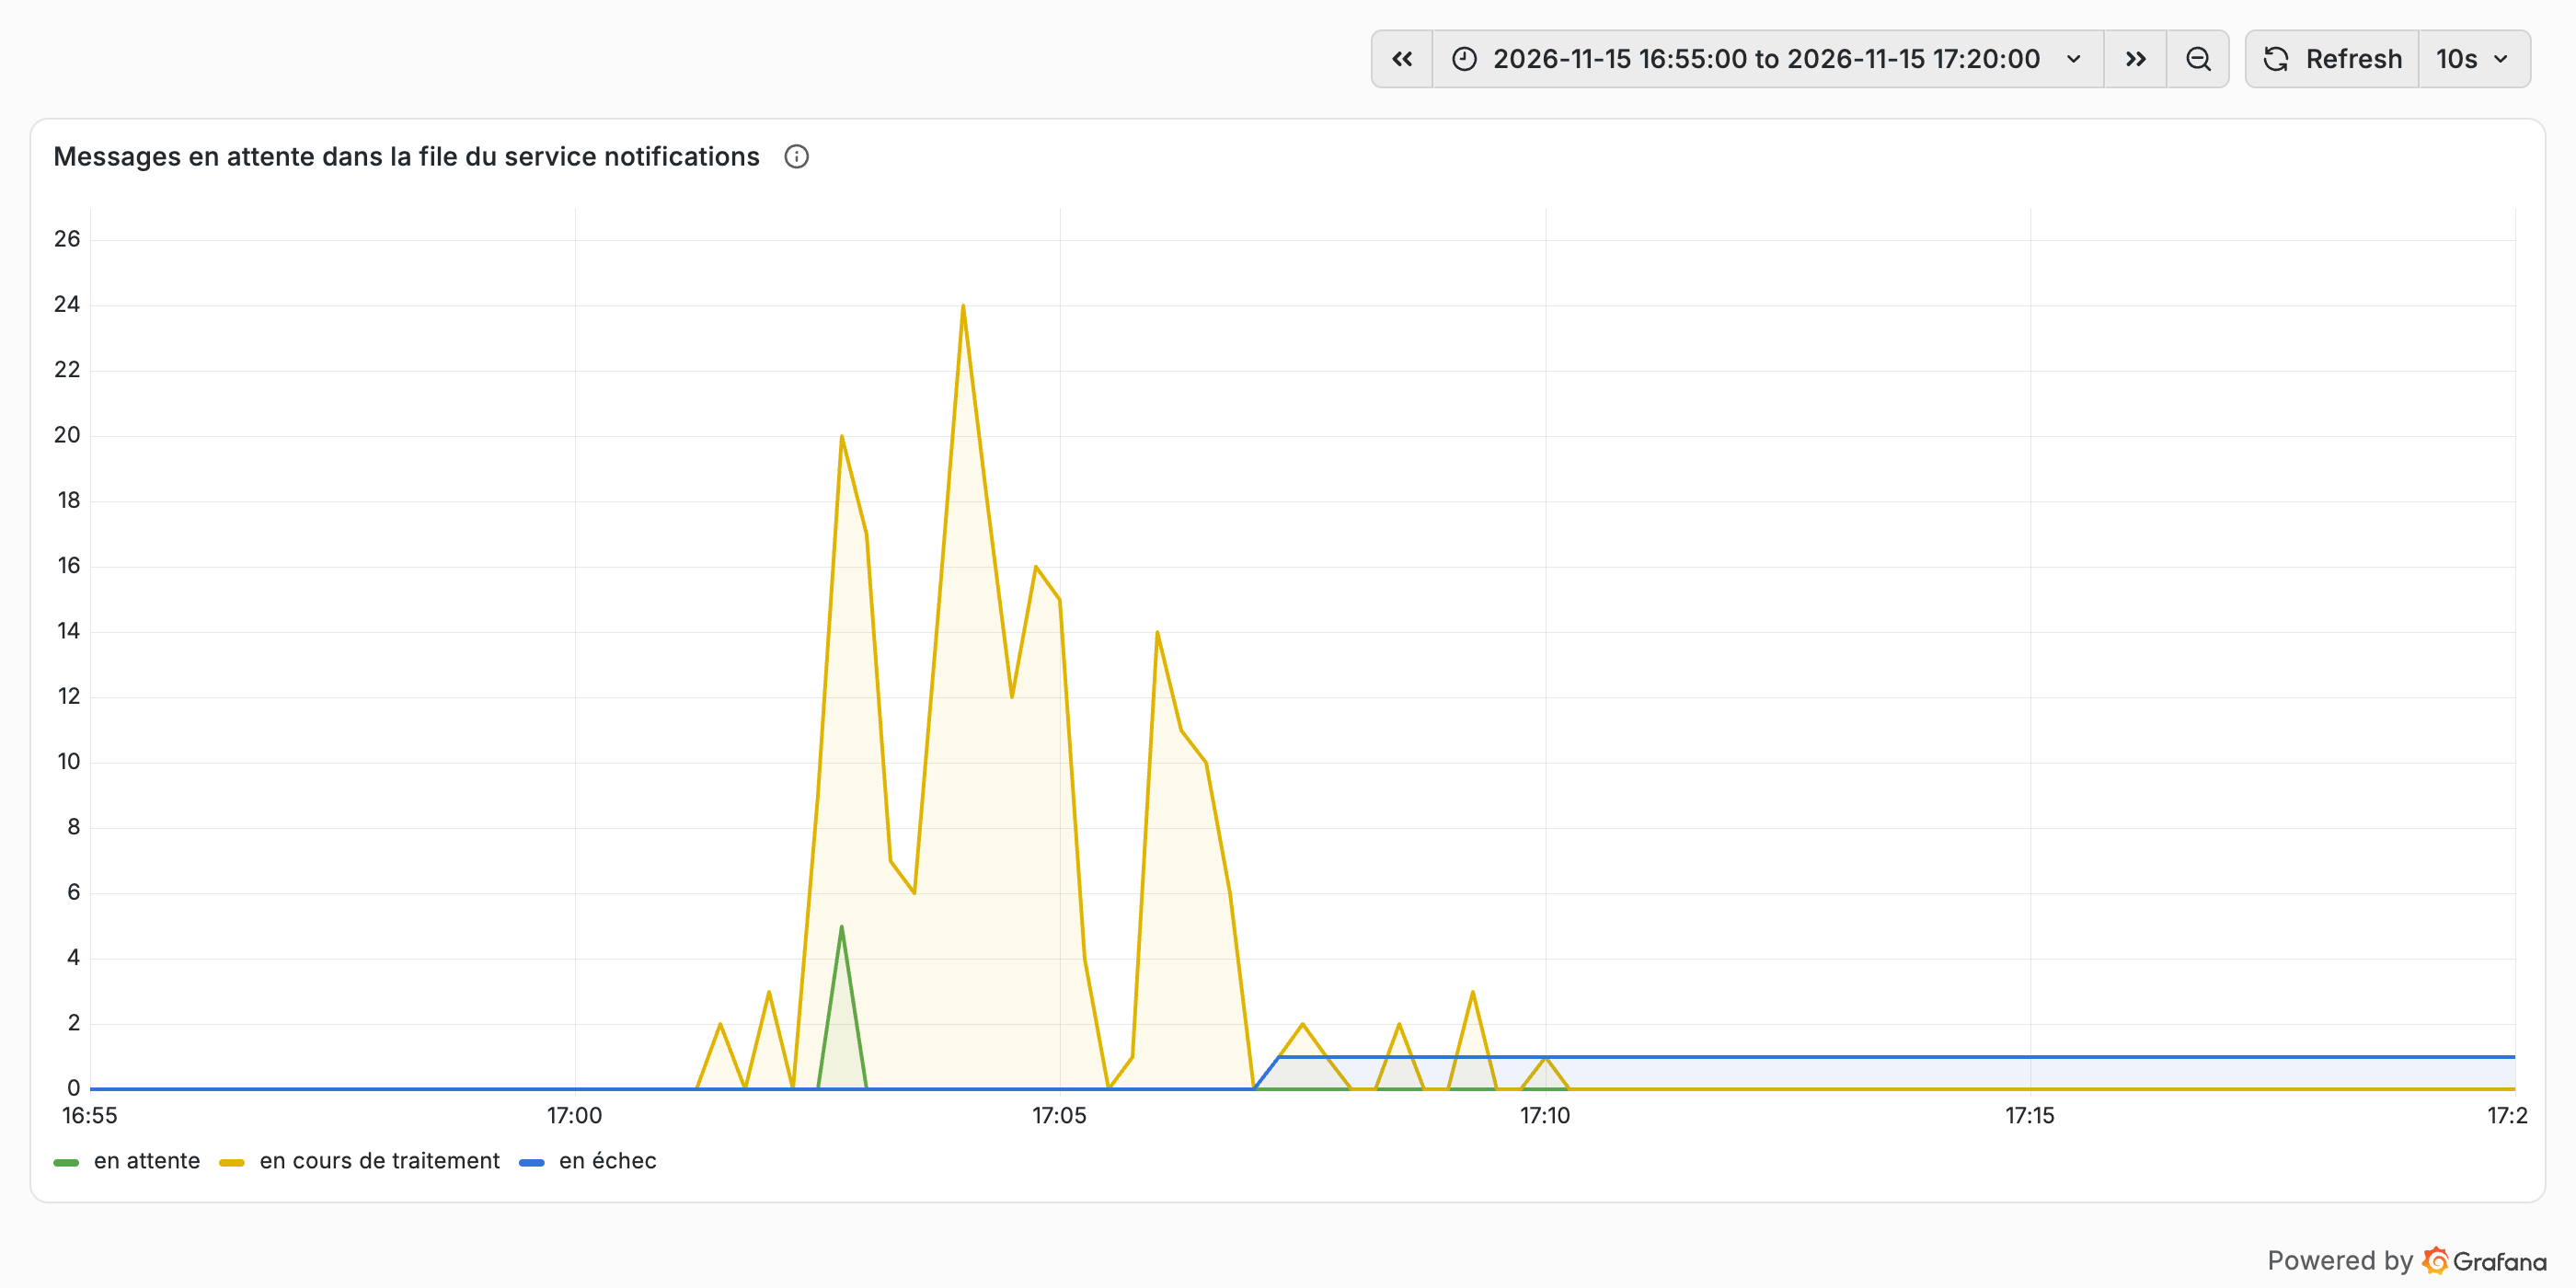 2026-11-15 16:55:00 to 2026-11-15 17:20:00
Refresh
10s
Messages en attente dans la file du service notifications
26
24
22
20
18
16
14
12
10
8
6
4
2
0
16:55
17:00
17:05
17:10
17:15
17:2
en attente
en cours de traitement
en échec
Powered by Grafana